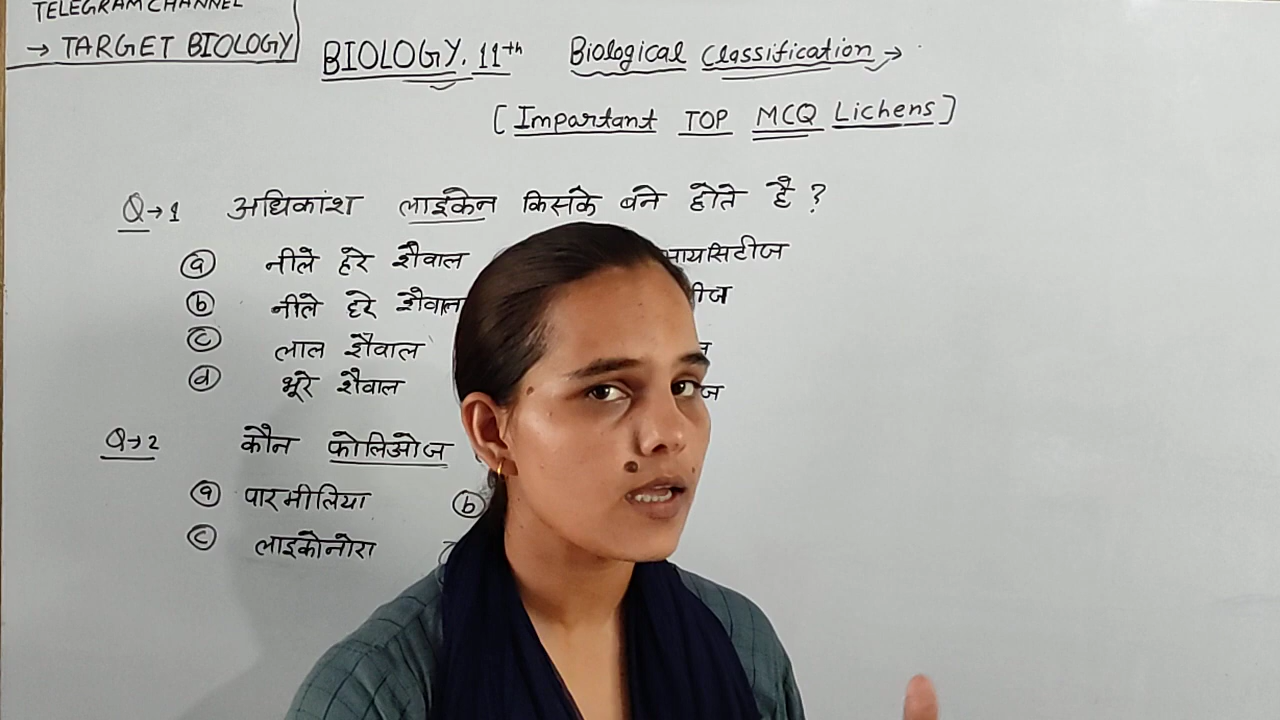 TELEGRAM CHANNEL
→ TARGET BIOLOGY
BIOLOGY. 11th Biological Classification →
[Impartant TOP MCQ Lichens]
Q→1 अधिकांश लाइकेन किसके बने होते है ?
(a) नीले हरे शैवाल
(b) नीले हरे शैवाल
(c) लाल शैवाल
(d) भूरे शैवाल
Q→2 कौन फोलिओज
(a) पारमीलिया (b)
(c) लाइकोनोरा